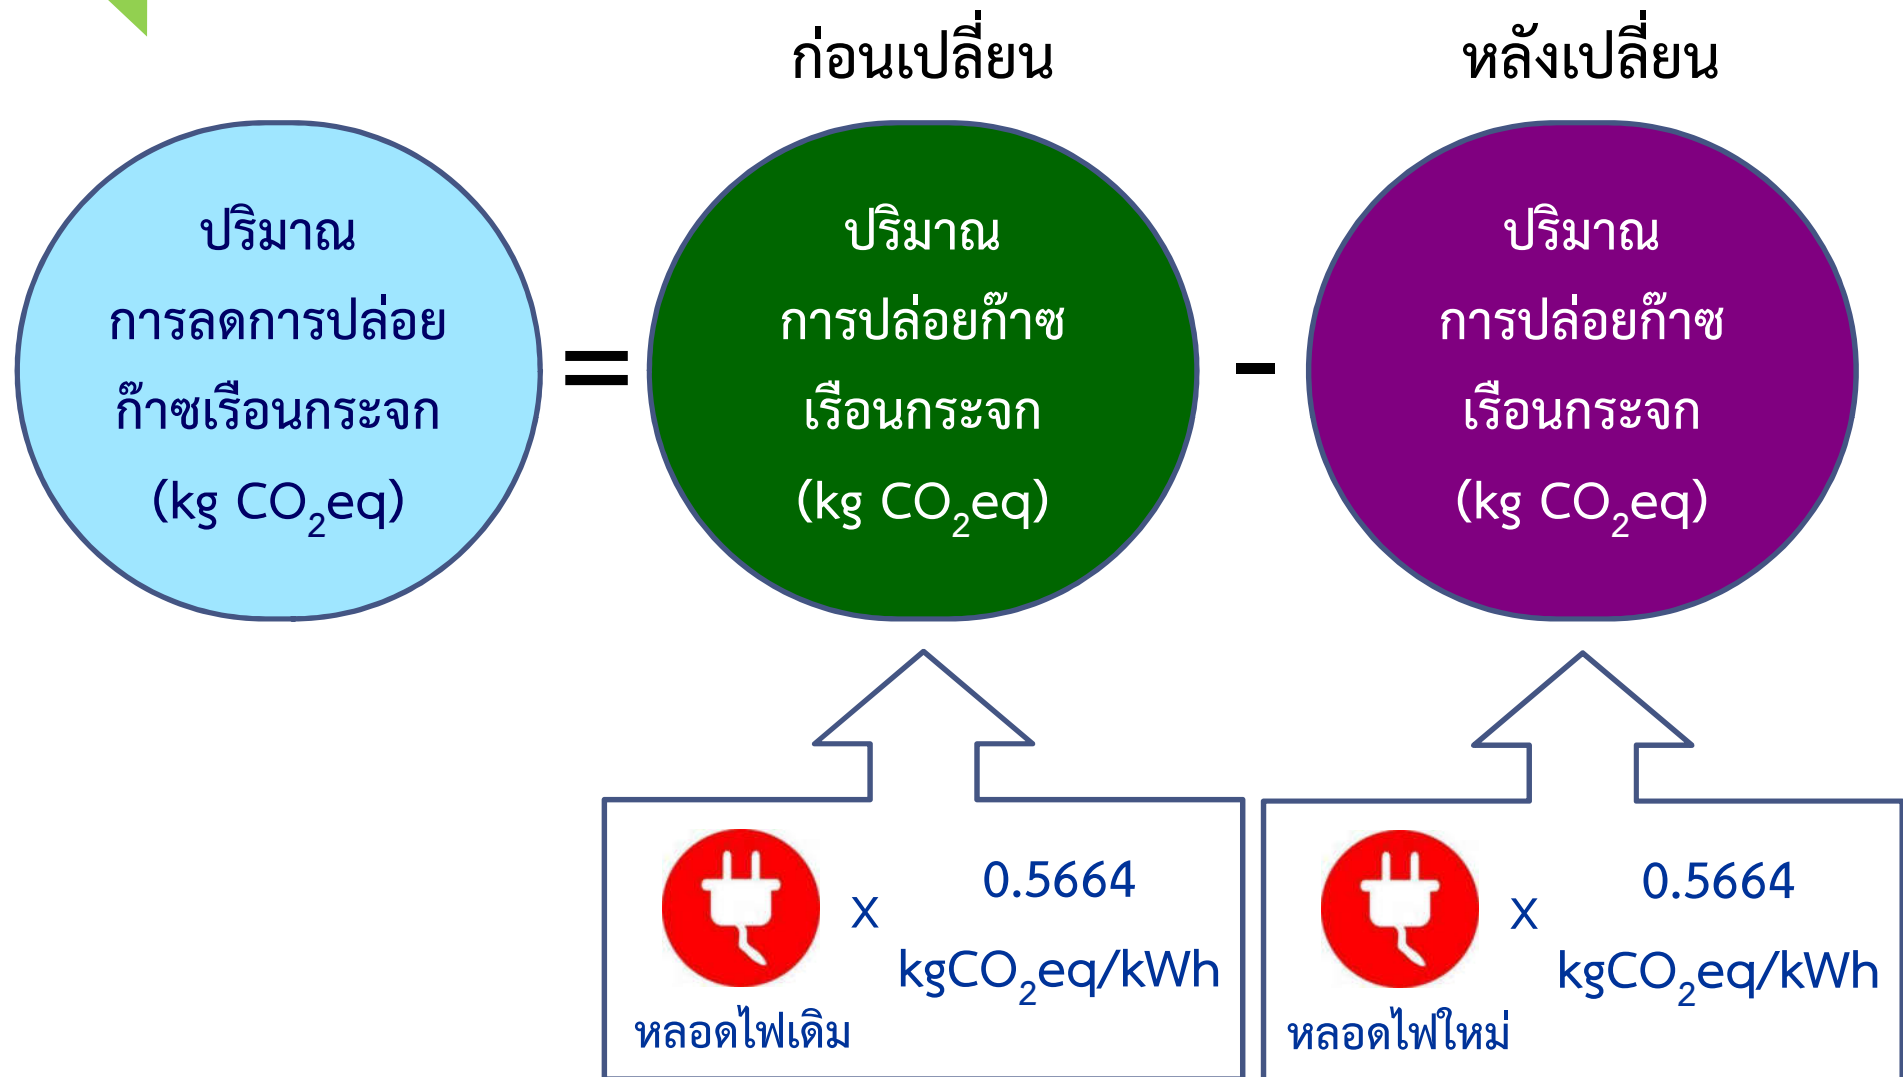 ก่อนเปลี่ยน
หลังเปลี่ยน
ปริมาณ
การลดการปล่อย
ก๊าซเรือนกระจก
(kg CO₂eq)
=
ปริมาณ
การปล่อยก๊าซ
เรือนกระจก
(kg CO₂eq)
-
ปริมาณ
การปล่อยก๊าซ
เรือนกระจก
(kg CO₂eq)
x
0.5664
kgCO₂eq/kWh
หลอดไฟเดิม
x
0.5664
kgCO₂eq/kWh
หลอดไฟใหม่